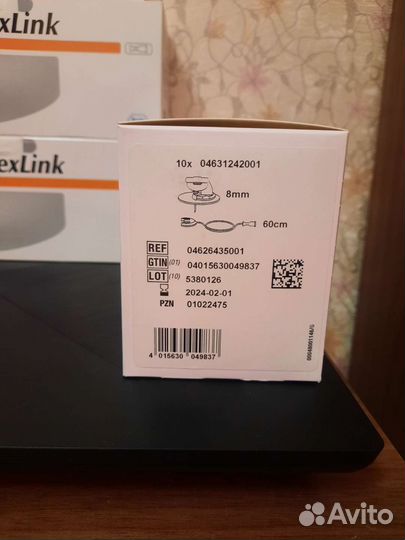 exLink
exLink
10x 04631242001
8mm
60cm
REF 04626435001
GTIN (01) 04015630049837
LOT (10) 5380126
2024-02-01
PZN 01022475
4 015630 049837
Avito